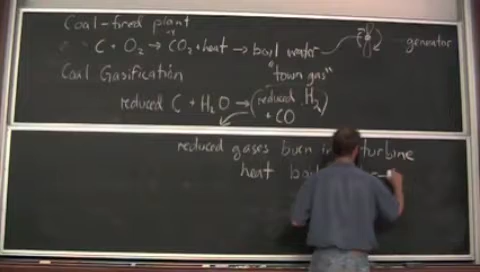 Coal-fired plant
C + O2 → CO2 + heat → boil water
generator
Coal Gasification
"town gas"
reduced C + H2O → (reduced H2)
+ CO
reduced gases burn in turbine
heat